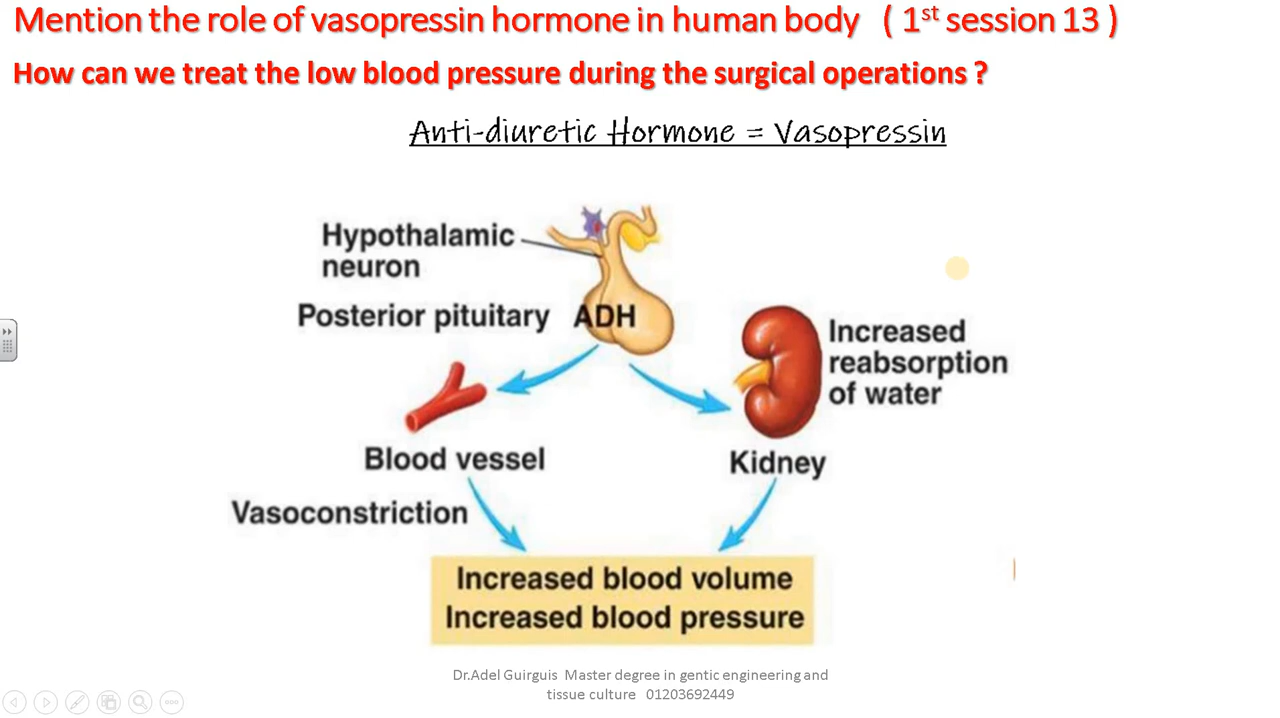 Mention the role of vasopressin hormone in human body ( 1st session 13 )
How can we treat the low blood pressure during the surgical operations ?
Anti-diuretic Hormone = Vasopressin
Hypothalamic
neuron
Posterior pituitary ADH
Increased
reabsorption
of water
Blood vessel
Kidney
Vasoconstriction
Increased blood volume
Increased blood pressure
Dr.Adel Guirguis Master degree in gentic engineering and
tissue culture 01203692449